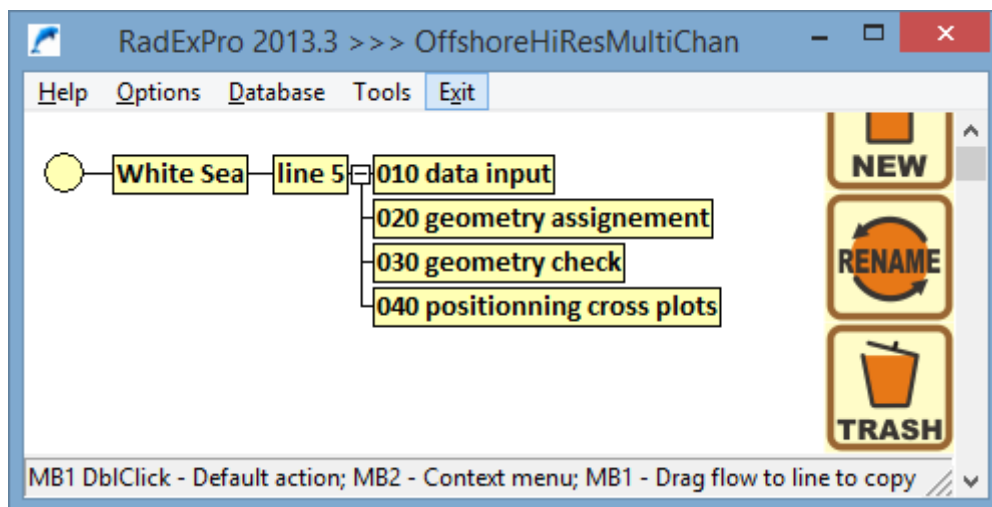 RadExPro 2013.3 >>> OffshoreHiResMultiChan
Help Options Database Tools Exit
White Sea line 5 010 data input
020 geometry assignement
030 geometry check
040 positionning cross plots
NEW
RENAME
TRASH
MB1 DblClick - Default action; MB2 - Context menu; MB1 - Drag flow to line to copy